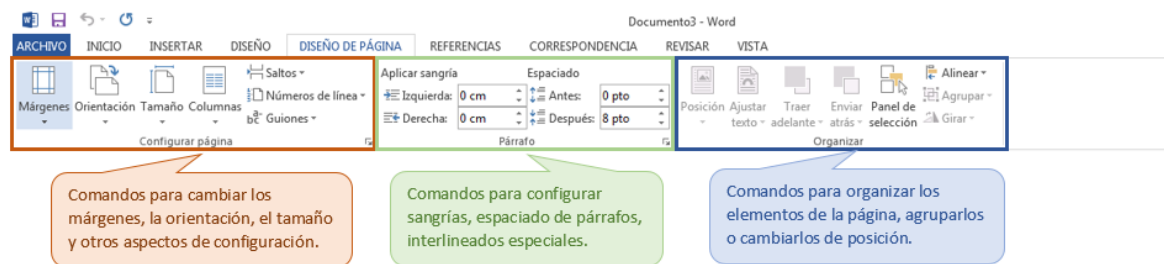 Documento3 - Word
ARCHIVO INICIO INSERTAR DISEÑO DISEÑO DE PÁGINA REFERENCIAS CORRESPONDENCIA REVISAR VISTA
Márgenes
Orientación
Tamaño
Columnas
Saltos
Números de línea
Guiones
Configurar página
Aplicar sangría
Izquierda: 0 cm
Derecha: 0 cm
Espaciado
Antes: 0 pto
Después: 8 pto
Párrafo
Posición
Ajustar
texto
Traer
adelante
Enviar
atrás
Panel de
selección
Alinear
Agrupar
Girar
Organizar
Comandos para cambiar los
márgenes, la orientación, el tamaño
y otros aspectos de configuración.
Comandos para configurar
sangrías, espaciado de párrafos,
interlineados especiales.
Comandos para organizar los
elementos de la página, agruparlos
o cambiarlos de posición.